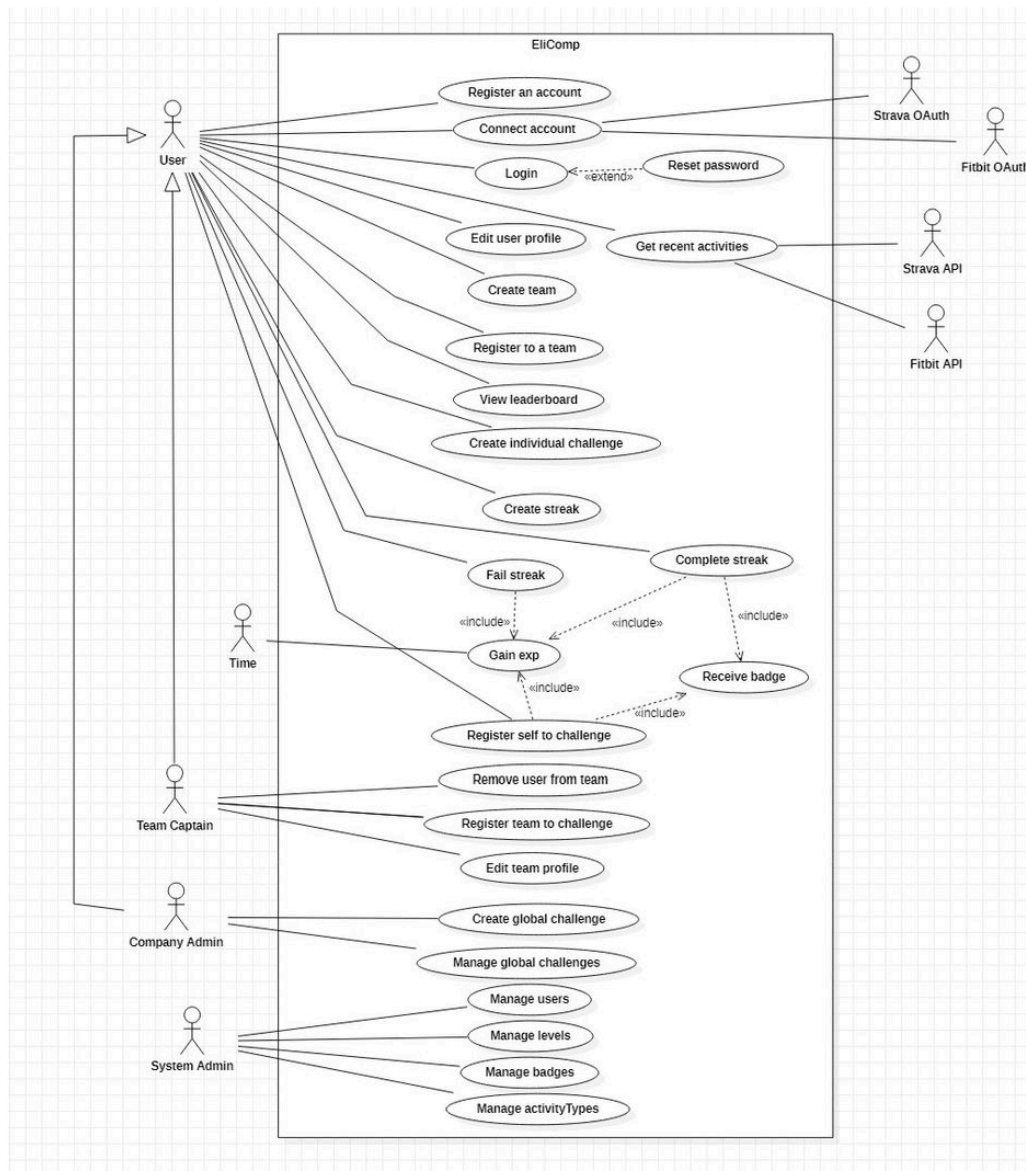 EliComp
Register an account
Strava OAuth
Connect account
User
Fitbit OAuth
Login
«extend»
Reset password
Edit user profile
Get recent activities
Strava API
Create team
Register to a team
Fitbit API
View leaderboard
Create individual challenge
Create streak
Complete streak
Fail streak
«include»
«include»
«include»
Time
Gain exp
Receive badge
«include»
«include»
Register self to challenge
Remove user from team
Team Captain
Register team to challenge
Edit team profile
Create global challenge
Company Admin
Manage global challenges
Manage users
Manage levels
System Admin
Manage badges
Manage activityTypes